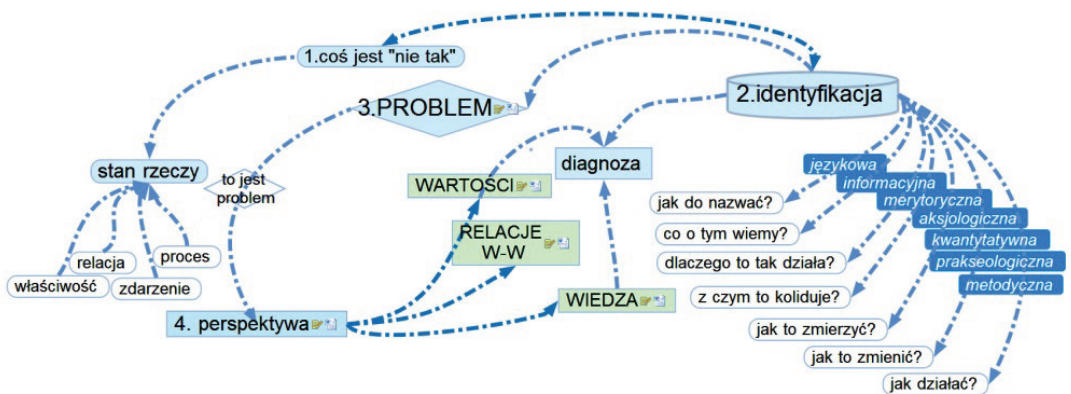 1.coś jest "nie tak"
2.identyfikacja
3.PROBLEM
diagnoza
stan rzeczy
to jest
problem
WARTOŚCI
RELACJE
W-W
WIEDZA
relacja
proces
właściwość
zdarzenie
4. perspektywa
językowa
informacyjna
merytoryczna
aksjologiczna
kwantytatywna
prakseologiczna
metodyczna
jak do nazwać?
co o tym wiemy?
dlaczego to tak działa?
z czym to koliduje?
jak to zmierzyć?
jak to zmienić?
jak działać?